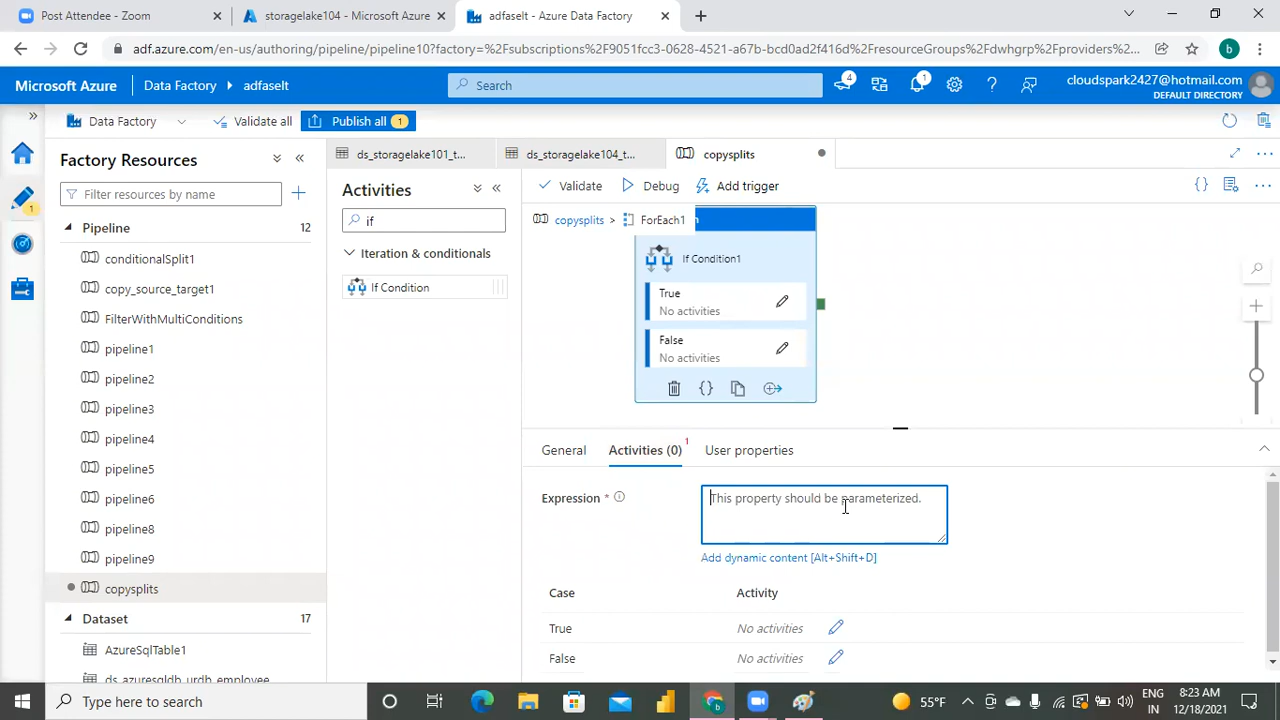 Post Attendee - Zoom
storagelake104 - Microsoft Azure
adfaselt - Azure Data Factory
adf.azure.com/en-us/authoring/pipeline/pipeline10?factory=%2Fsubscriptions%2F9051fcc3-0628-4521-a67b-bcd0ad2f416d%2FresourceGroups%2Fdwhgrp%2Fproviders%2...
b
Microsoft Azure
Data Factory
adfaselt
Search
4
1
cloudspark2427@hotmail.com
DEFAULT DIRECTORY
Data Factory
Validate all
Publish all 1
Factory Resources
ds_storagelake101_t...
ds_storagelake104_t...
copysplits
Filter resources by name
Activities
Validate
Debug
Add trigger
1
if
Pipeline 12
copysplits > ForEach1
Iteration & conditionals
conditionalSplit1
If Condition1
copy_source_target1
If Condition
True
No activities
FilterWithMultiConditions
False
No activities
pipeline1
pipeline2
pipeline3
pipeline4
pipeline5
pipeline6
pipeline8
pipeline9
copysplits
Dataset 17
AzureSqlTable1
ds_azuresqldb_urdb_employee
General
Activities (0) 1
User properties
Expression *
This property should be parameterized.
Add dynamic content [Alt+Shift+D]
Case
Activity
True
No activities
False
No activities
Type here to search
55°F
ENG
IN
8:23 AM
12/18/2021